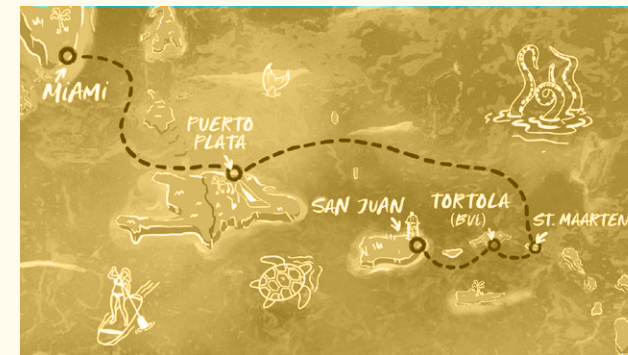 MIAMI
PUERTO
PLATA
SAN JUAN
TORTOLA
(BVI)
ST. MAARTEN